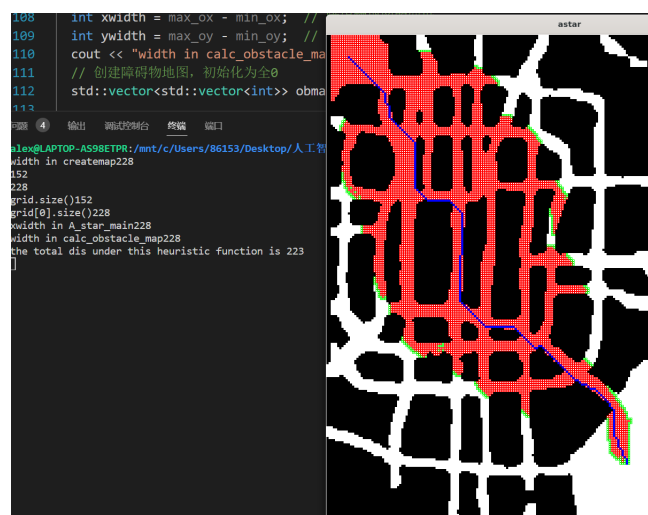 108 int xwidth = max_ox - min_ox; //
109 int ywidth = max_oy - min_oy; //
110 cout << "width in calc_obstacle_ma
111 // 创建障碍物地图，初始化为全0
112 std::vector<std::vector<int>> obma
113
问题 4 输出 调试控制台 终端 端口
alex@LAPTOP-AS98ETPR:/mnt/c/Users/86153/Desktop/人工智
width in createmap228
152
228
grid.size()152
grid[0].size()228
xwidth in A_star_main228
width in calc_obstacle_map228
the total dis under this heuristic function is 223
astar